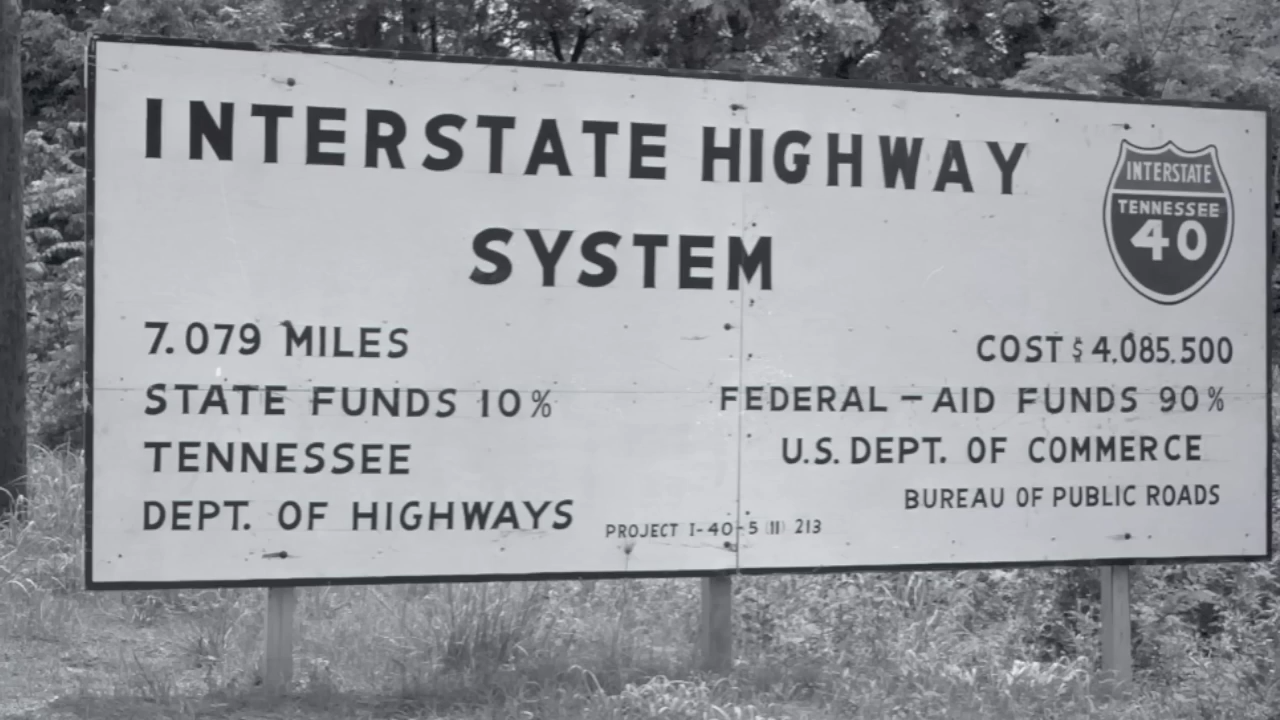 INTERSTATE HIGHWAY
SYSTEM
INTERSTATE
TENNESSEE
40
7.079 MILES
COST $ 4,085,500
STATE FUNDS 10%
FEDERAL-AID FUNDS 90%
TENNESSEE
U.S. DEPT. OF COMMERCE
DEPT. OF HIGHWAYS
BUREAU OF PUBLIC ROADS
PROJECT I-40-5 (11) 213